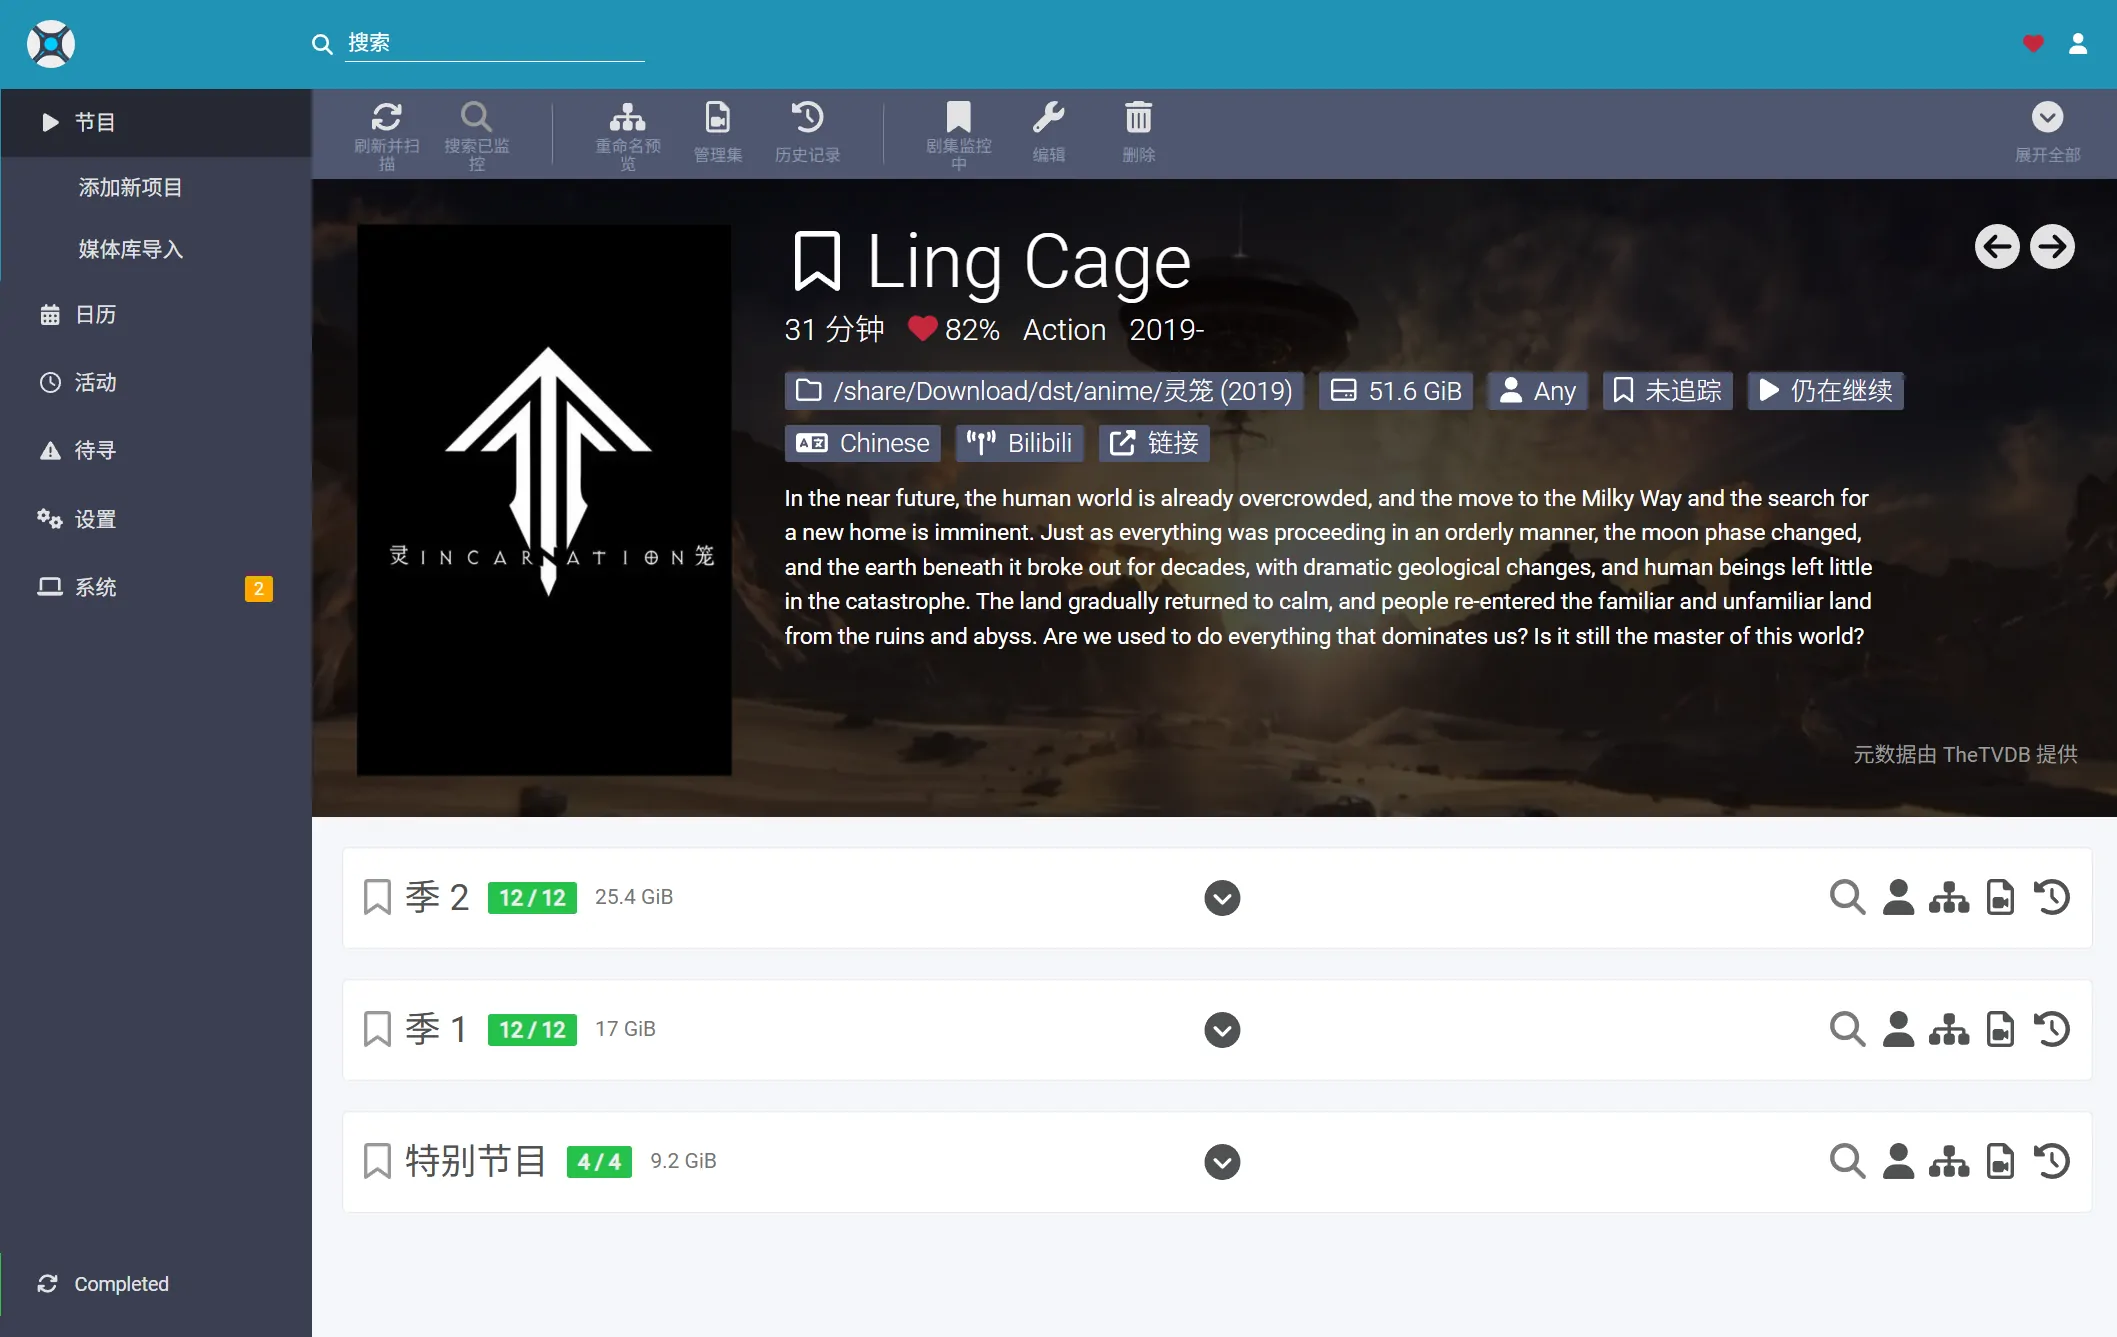 搜索
节目
添加新项目
媒体库导入
日历
活动
待寻
设置
系统 2
Completed
刷新并扫
描
搜索已监
控
重命名预
览
管理集
历史记录
剧集监控
中
编辑
删除
展开全部
灵INCARNATION笼
Ling Cage
31 分钟 82% Action 2019-
/share/Download/dst/anime/灵笼 (2019) 51.6 GiB Any 未追踪 仍在继续
Chinese Bilibili 链接
In the near future, the human world is already overcrowded, and the move to the Milky Way and the search for
a new home is imminent. Just as everything was proceeding in an orderly manner, the moon phase changed,
and the earth beneath it broke out for decades, with dramatic geological changes, and human beings left little
in the catastrophe. The land gradually returned to calm, and people re-entered the familiar and unfamiliar land
from the ruins and abyss. Are we used to do everything that dominates us? Is it still the master of this world?
元数据由 TheTVDB 提供
季 2 12 / 12 25.4 GiB
季 1 12 / 12 17 GiB
特别节目 4 / 4 9.2 GiB